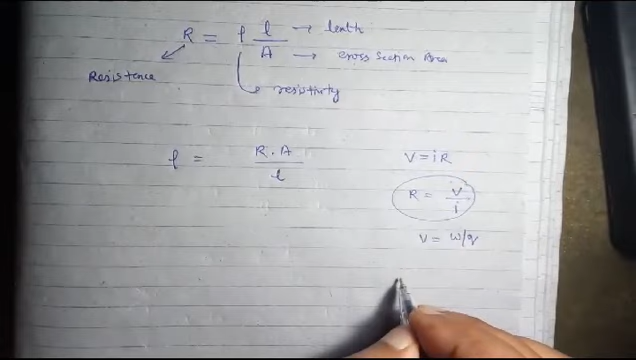 R = ρ l/A → lenth
→ cross Section Area
Resistence
resistivity
ρ = R.A/l
V = iR
R = V/i
V = w/q